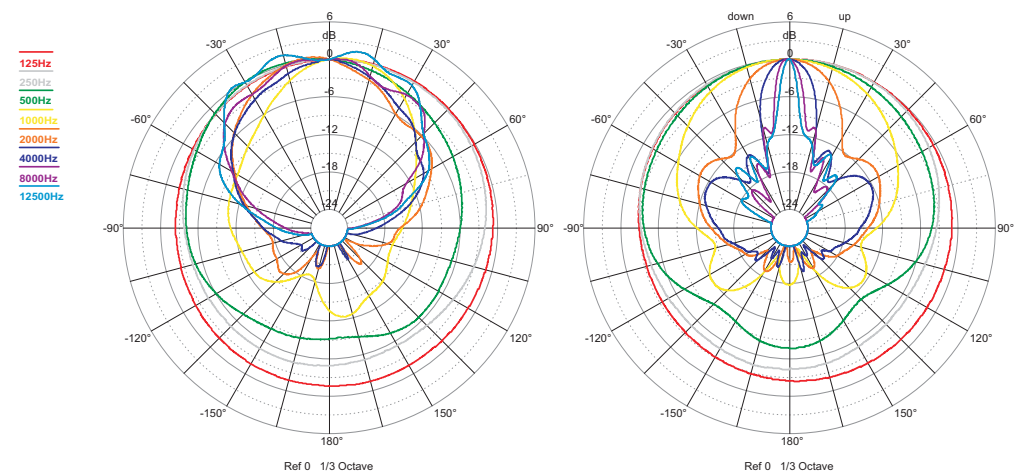 125Hz
250Hz
500Hz
1000Hz
2000Hz
4000Hz
8000Hz
12500Hz
6
dB
0
-6
-12
-18
-24
-30°
30°
-60°
60°
-90°
90°
-120°
120°
-150°
150°
180°
Ref 0 1/3 Octave
down 6 up
dB
0
-6
-12
-18
-24
-30°
30°
-60°
60°
-90°
90°
-120°
120°
-150°
150°
180°
Ref 0 1/3 Octave